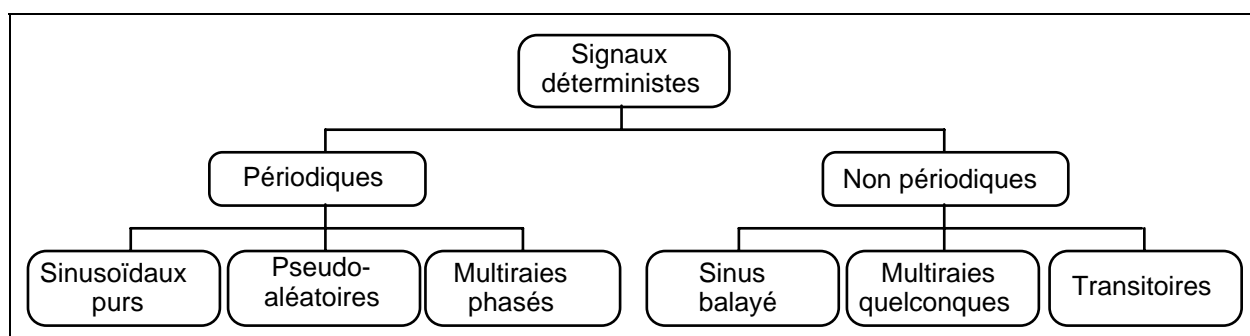 Signaux
déterministes
Périodiques
Non périodiques
Sinusoïdaux
purs
Pseudo-
aléatoires
Multiraies
phasés
Sinus
balayé
Multiraies
quelconques
Transitoires